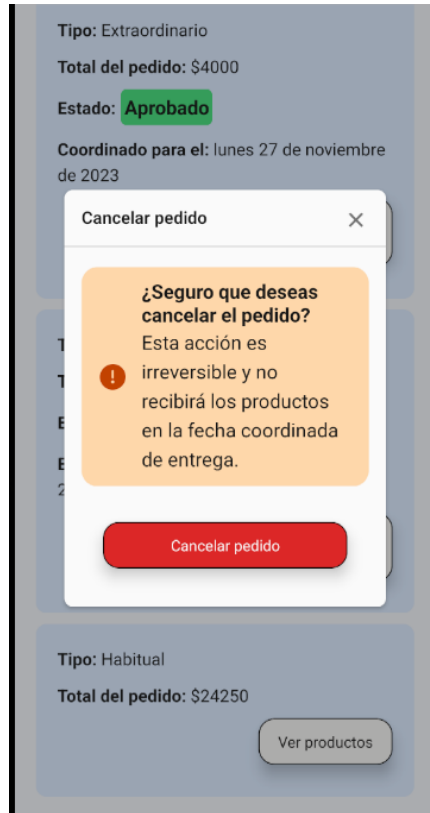 Tipo: Extraordinario
Total del pedido: $4000
Estado: Aprobado
Coordinado para el: lunes 27 de noviembre
de 2023
Cancelar pedido
¿Seguro que deseas
cancelar el pedido?
Esta acción es
irreversible y no
recibirá los productos
en la fecha coordinada
de entrega.
Cancelar pedido
Tipo: Habitual
Total del pedido: $24250
Ver productos